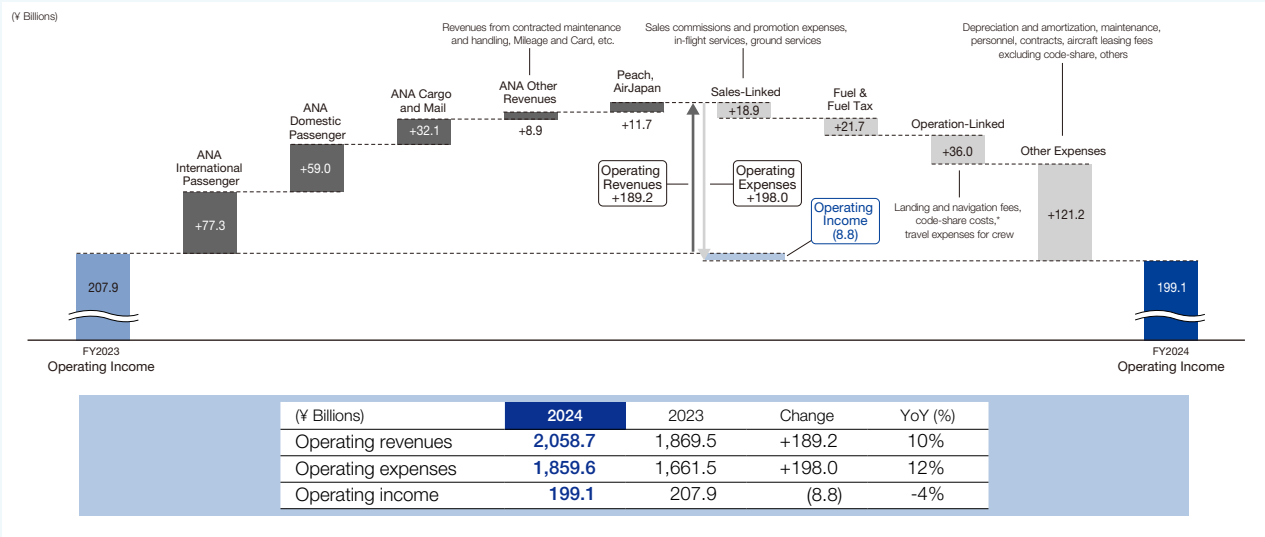 (¥ Billions)
Revenues from contracted maintenance
and handling, Mileage and Card, etc.
Sales commissions and promotion expenses,
in-flight services, ground services
Depreciation and amortization, maintenance,
personnel, contracts, aircraft leasing fees
excluding code-share, others
ANA
International
Passenger
+77.3
ANA
Domestic
Passenger
+59.0
ANA Cargo
and Mail
+32.1
ANA Other
Revenues
+8.9
Peach,
AirJapan
+11.7
Operating
Revenues
+189.2
Operating
Expenses
+198.0
Operating
Income
(8.8)
Sales-Linked
+18.9
Fuel &
Fuel Tax
+21.7
Operation-Linked
+36.0
Landing and navigation fees,
code-share costs,*
travel expenses for crew
Other Expenses
+121.2
207.9
FY2023
Operating Income
199.1
FY2024
Operating Income
(¥ Billions) 2024 2023 Change YoY (%)
Operating revenues 2,058.7 1,869.5 +189.2 10%
Operating expenses 1,859.6 1,661.5 +198.0 12%
Operating income 199.1 207.9 (8.8) -4%